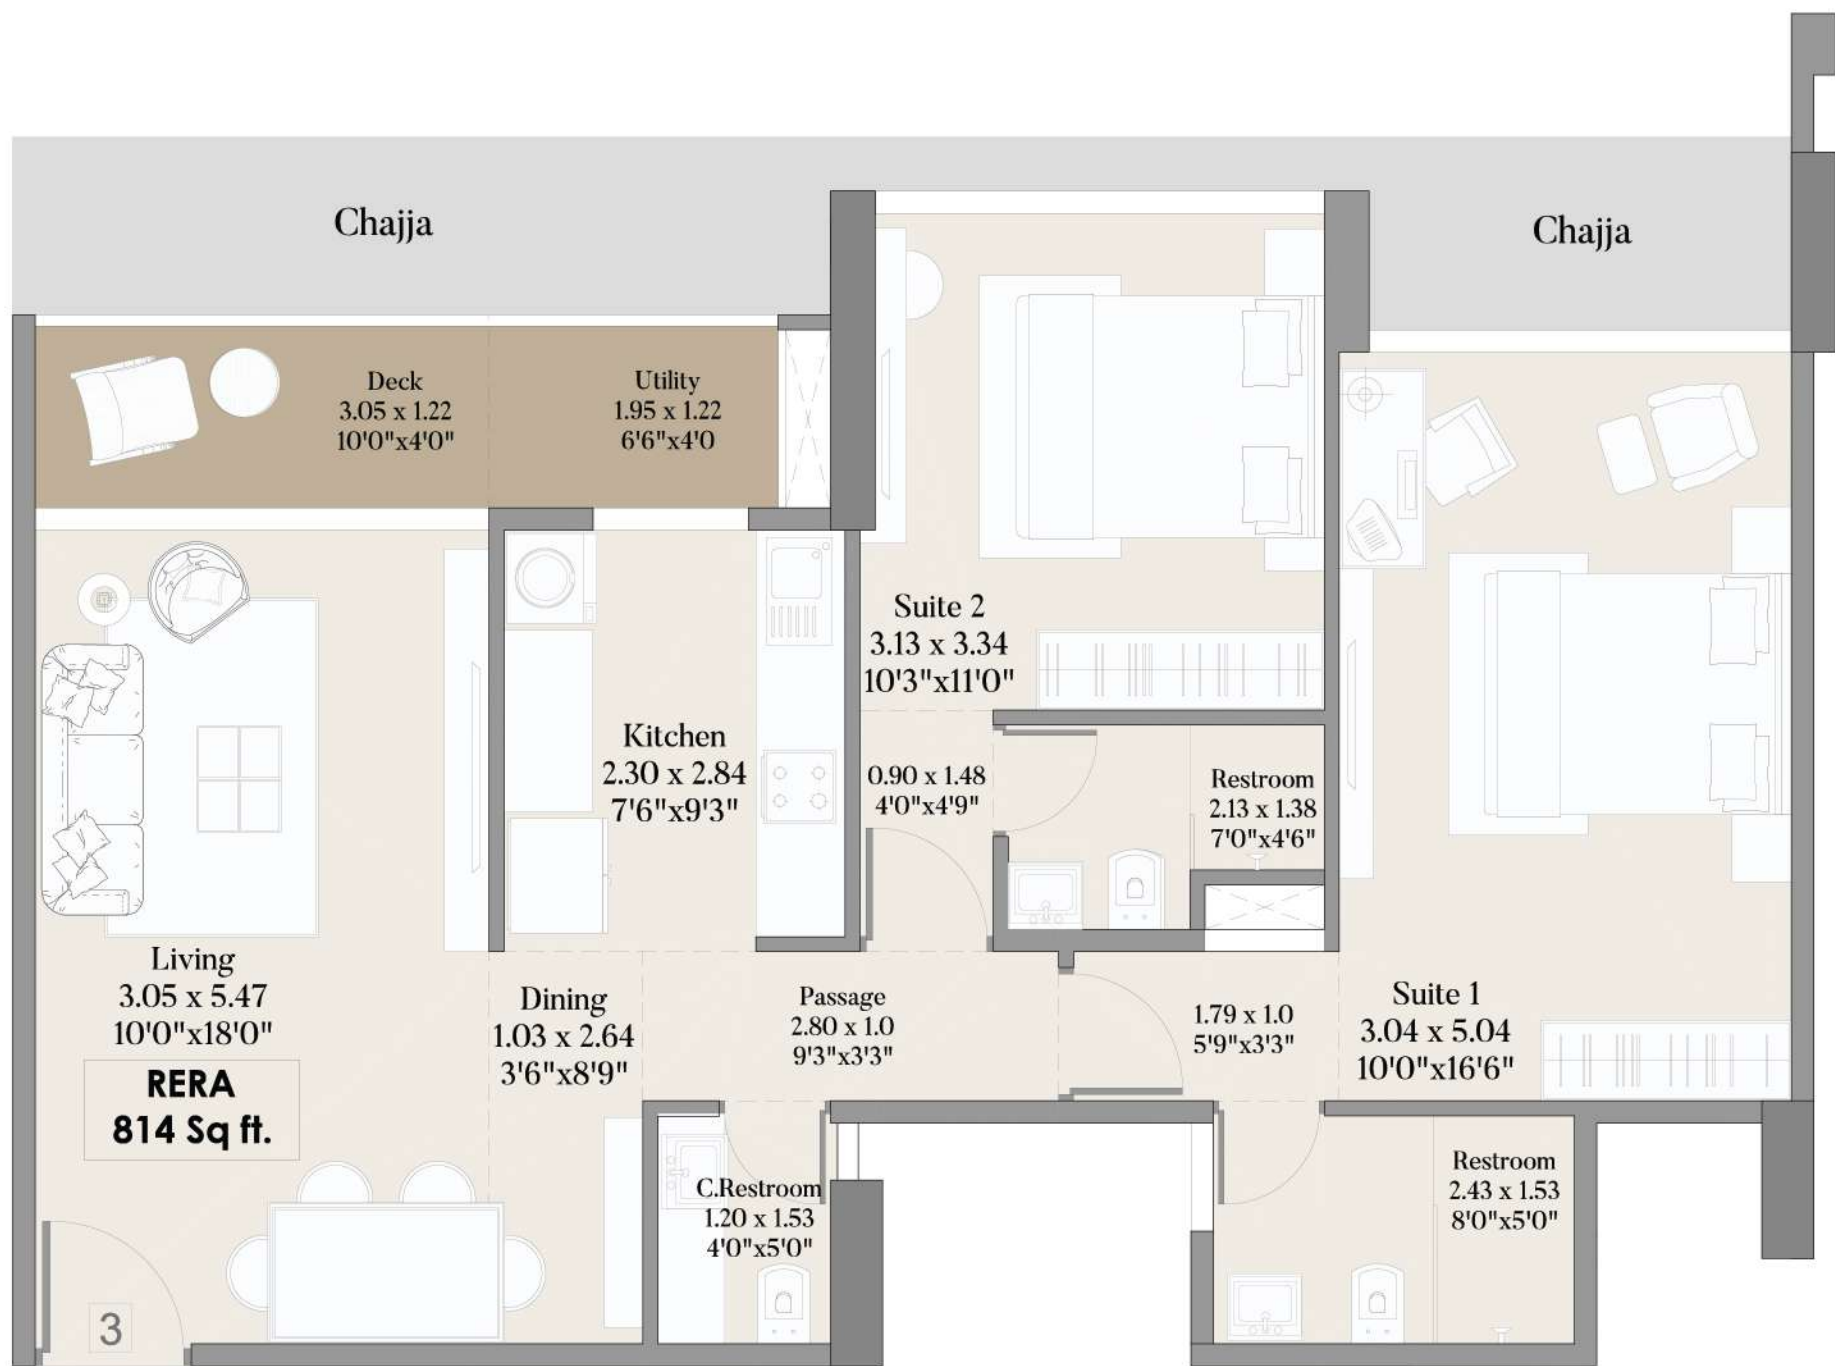 Chajja
Chajja
Deck
3.05 x 1.22
10'0"x4'0"
Utility
1.95 x 1.22
6'6"x4'0
Suite 2
3.13 x 3.34
10'3"x11'0"
Kitchen
2.30 x 2.84
7'6"x9'3"
0.90 x 1.48
4'0"x4'9"
Restroom
2.13 x 1.38
7'0"x4'6"
Living
3.05 x 5.47
10'0"x18'0"
RERA
814 Sq ft.
Dining
1.03 x 2.64
3'6"x8'9"
Passage
2.80 x 1.0
9'3"x3'3"
1.79 x 1.0
5'9"x3'3"
Suite 1
3.04 x 5.04
10'0"x16'6"
C.Restroom
1.20 x 1.53
4'0"x5'0"
Restroom
2.43 x 1.53
8'0"x5'0"
3